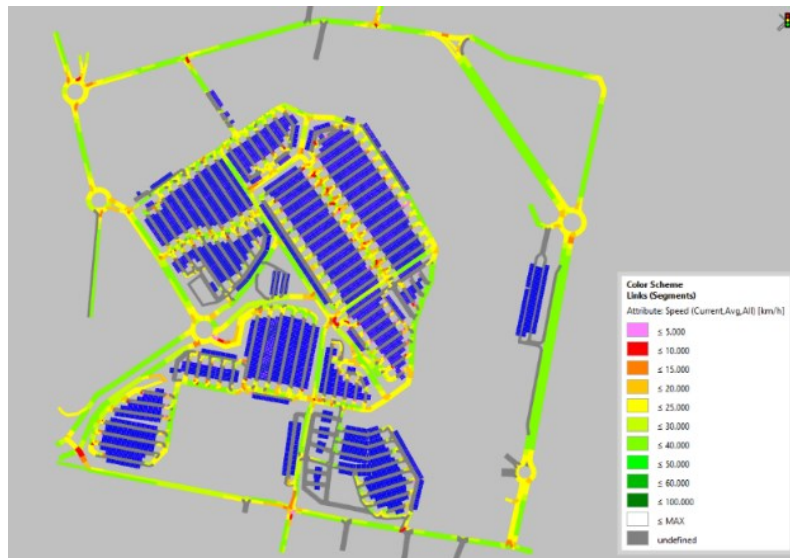 Color Scheme
Links (Segments)
Attribute: Speed (Current,Avg,All) [km/h]
≤ 5.000
≤ 10.000
≤ 15.000
≤ 20.000
≤ 25.000
≤ 30.000
≤ 40.000
≤ 50.000
≤ 60.000
≤ 100.000
≤ MAX
undefined